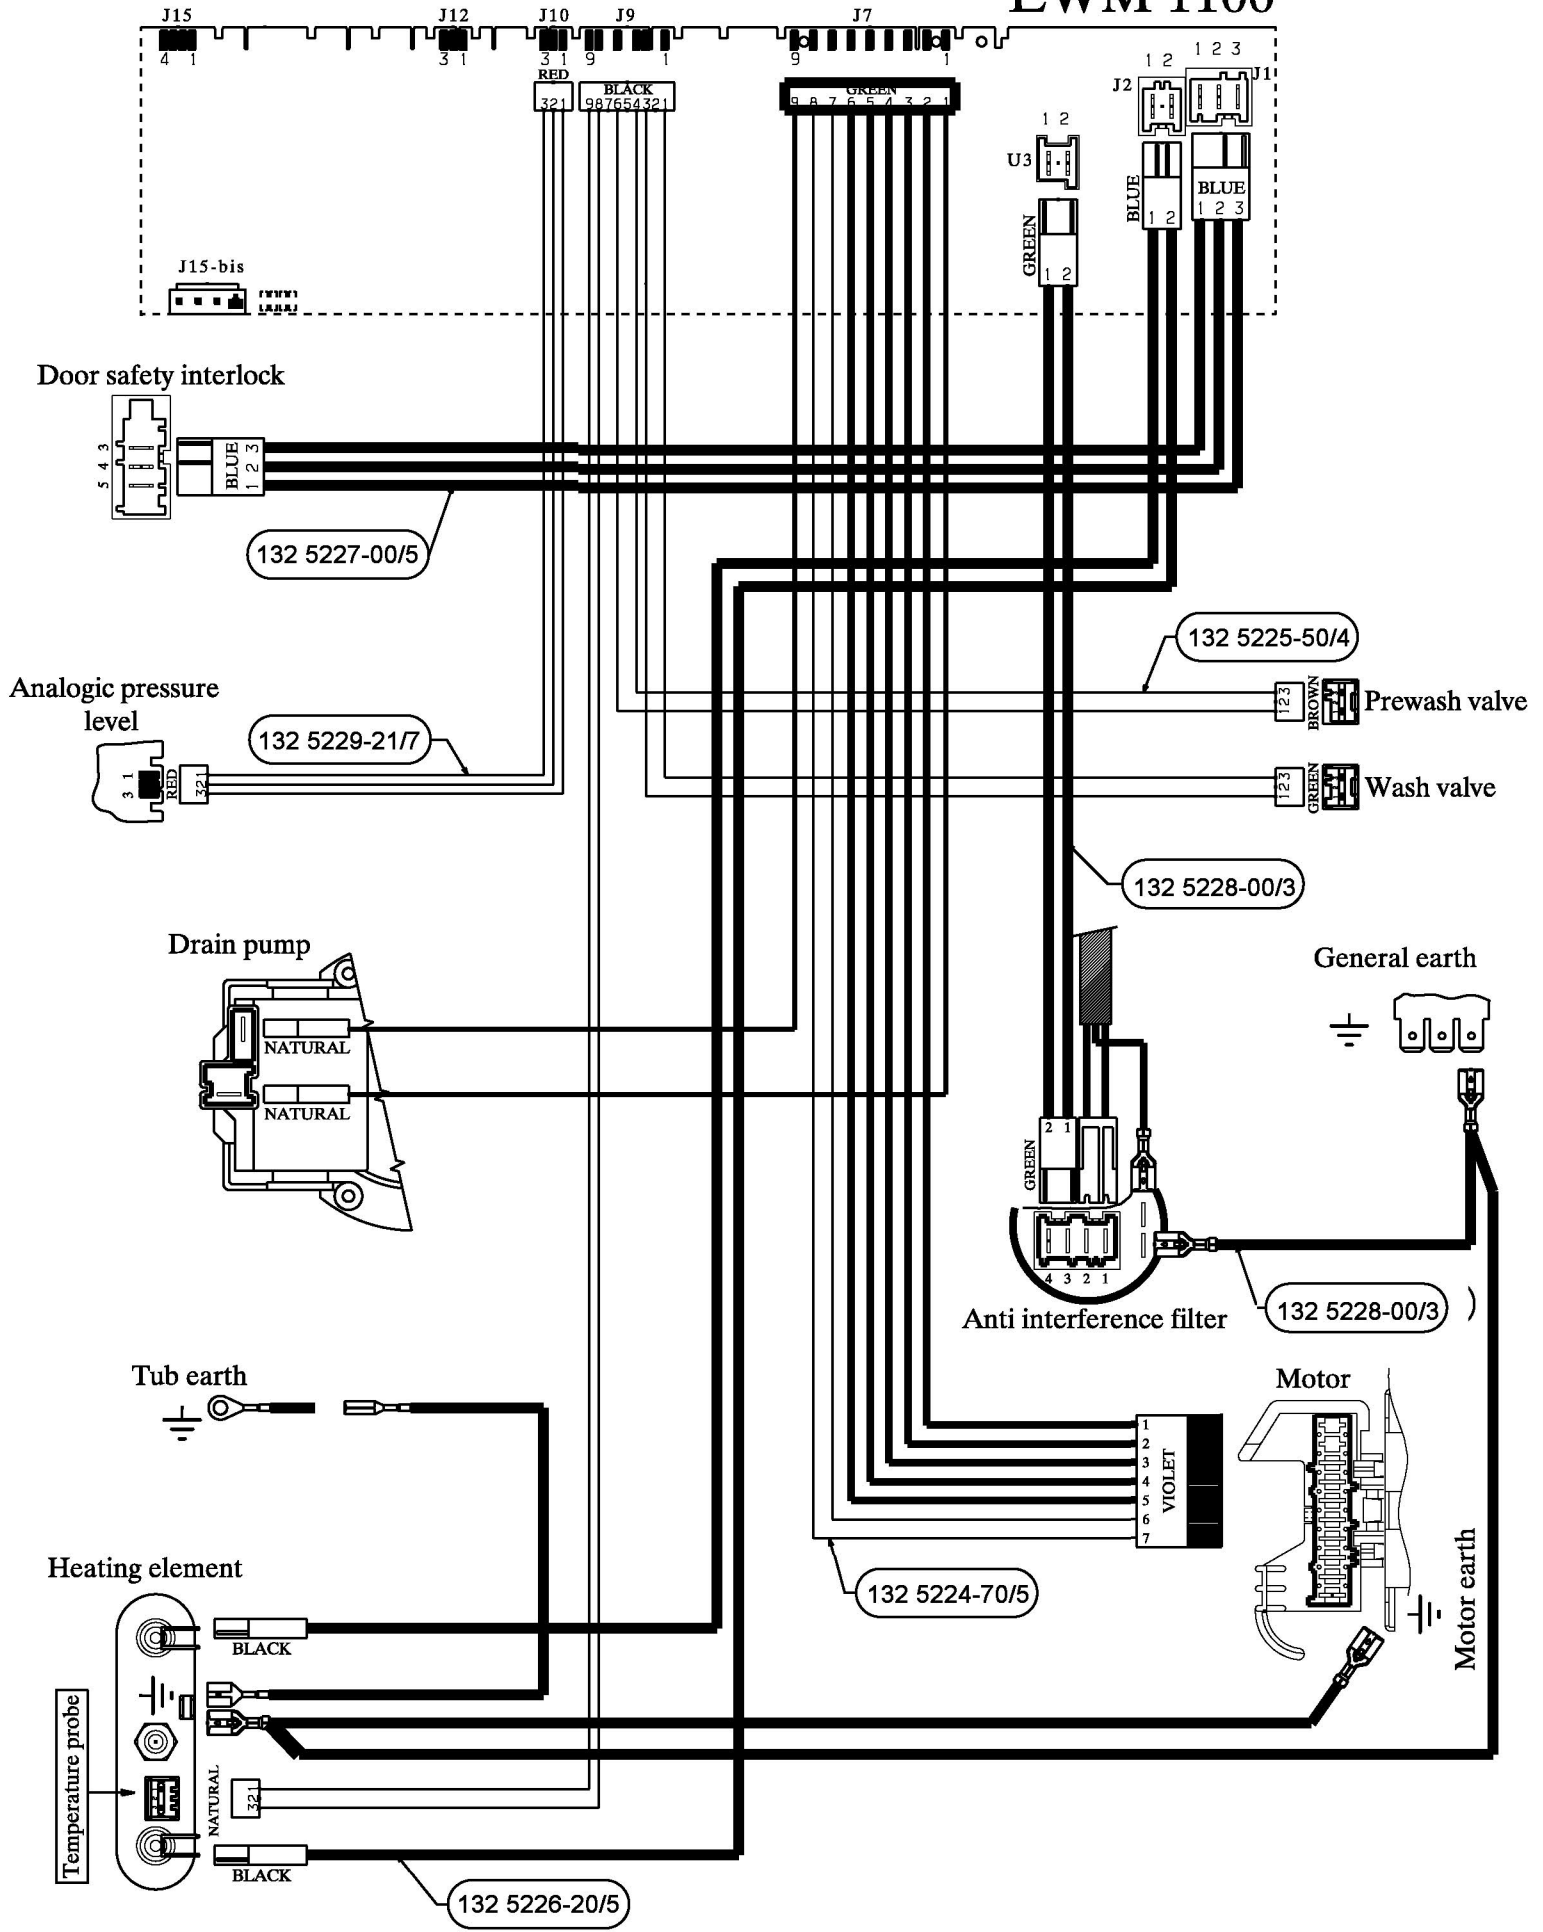 EWM 1100
J15
J12
J10
J9
J7
4 1
3 1
3 1
9 1
9 1
RED
BLACK
GREEN
321
987654321
9 8 7 6 5 4 3 2 1
1 2
1 2 3
J2
J1
1 2
U3
BLUE
BLUE
1 2
1 2 3
GREEN
1 2
J15-bis
Door safety interlock
3
4
5
BLUE
1 2 3
132 5227-00/5
132 5225-50/4
Analogic pressure
level
3 1
RED
321
132 5229-21/7
123
BROWN
Prewash valve
123
GREEN
Wash valve
132 5228-00/3
Drain pump
NATURAL
NATURAL
General earth
2 1
GREEN
4 3 2 1
Anti interference filter
132 5228-00/3 )
Tub earth
Motor
1
2
3
4
5
6
7
VIOLET
132 5224-70/5
Motor earth
Heating element
BLACK
Temperature probe
NATURAL
321
BLACK
132 5226-20/5